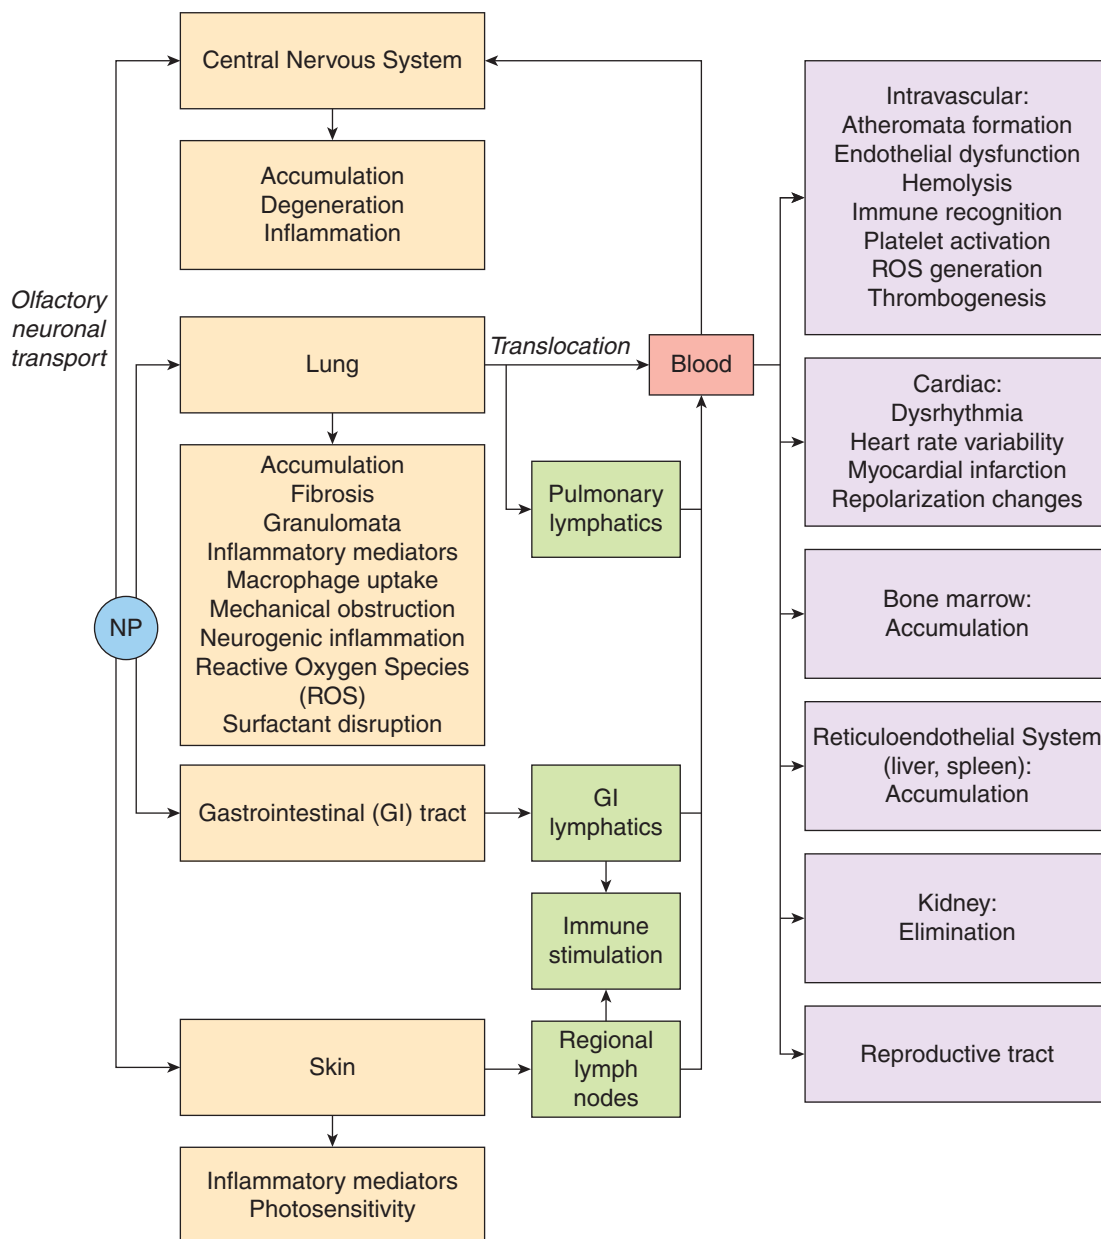 Central Nervous System
Accumulation
Degeneration
Inflammation
Olfactory
neuronal
transport
Lung
Translocation
Blood
Accumulation
Fibrosis
Granulomata
Inflammatory mediators
Macrophage uptake
Mechanical obstruction
Neurogenic inflammation
Reactive Oxygen Species
(ROS)
Surfactant disruption
Pulmonary
lymphatics
NP
Gastrointestinal (GI) tract
GI
lymphatics
Immune
stimulation
Skin
Regional
lymph
nodes
Inflammatory mediators
Photosensitivity
Intravascular:
Atheromata formation
Endothelial dysfunction
Hemolysis
Immune recognition
Platelet activation
ROS generation
Thrombogenesis
Cardiac:
Dysrhythmia
Heart rate variability
Myocardial infarction
Repolarization changes
Bone marrow:
Accumulation
Reticuloendothelial System
(liver, spleen):
Accumulation
Kidney:
Elimination
Reproductive tract